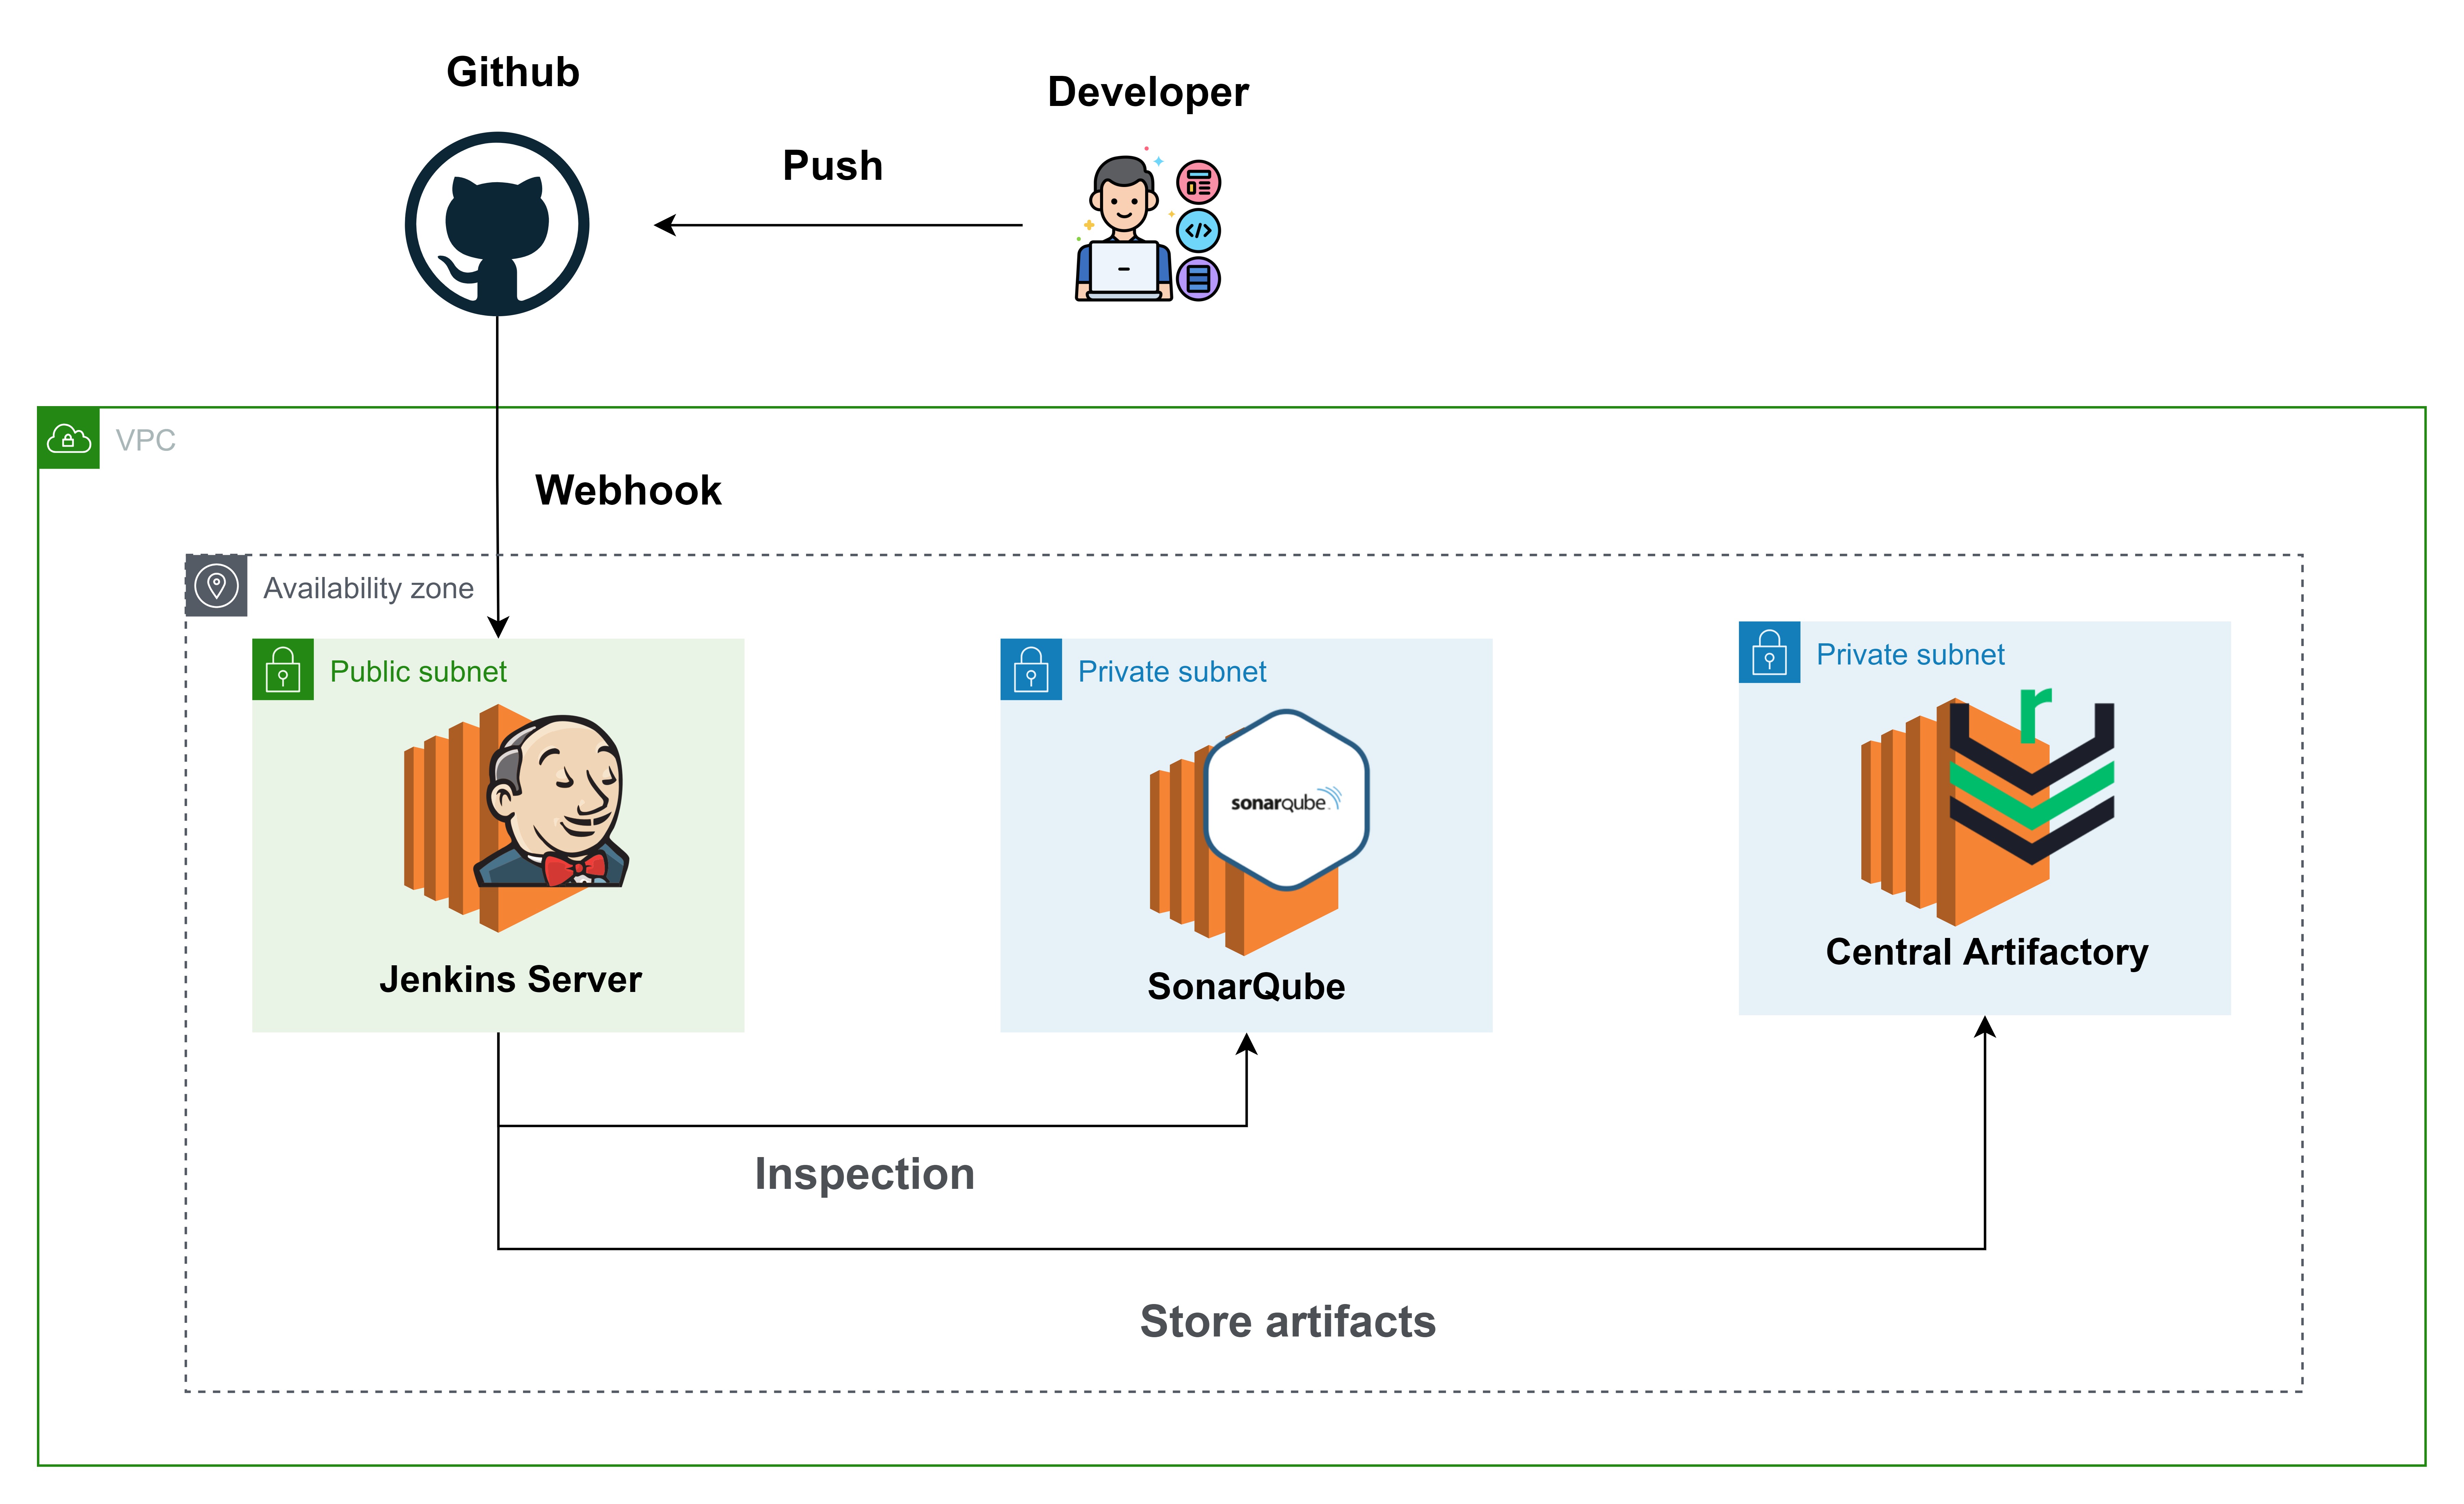 Github
Developer
Push
VPC
Webhook
Availability zone
Public subnet
Private subnet
Private subnet
r
sonarqube
Jenkins Server
SonarQube
Central Artifactory
Inspection
Store artifacts